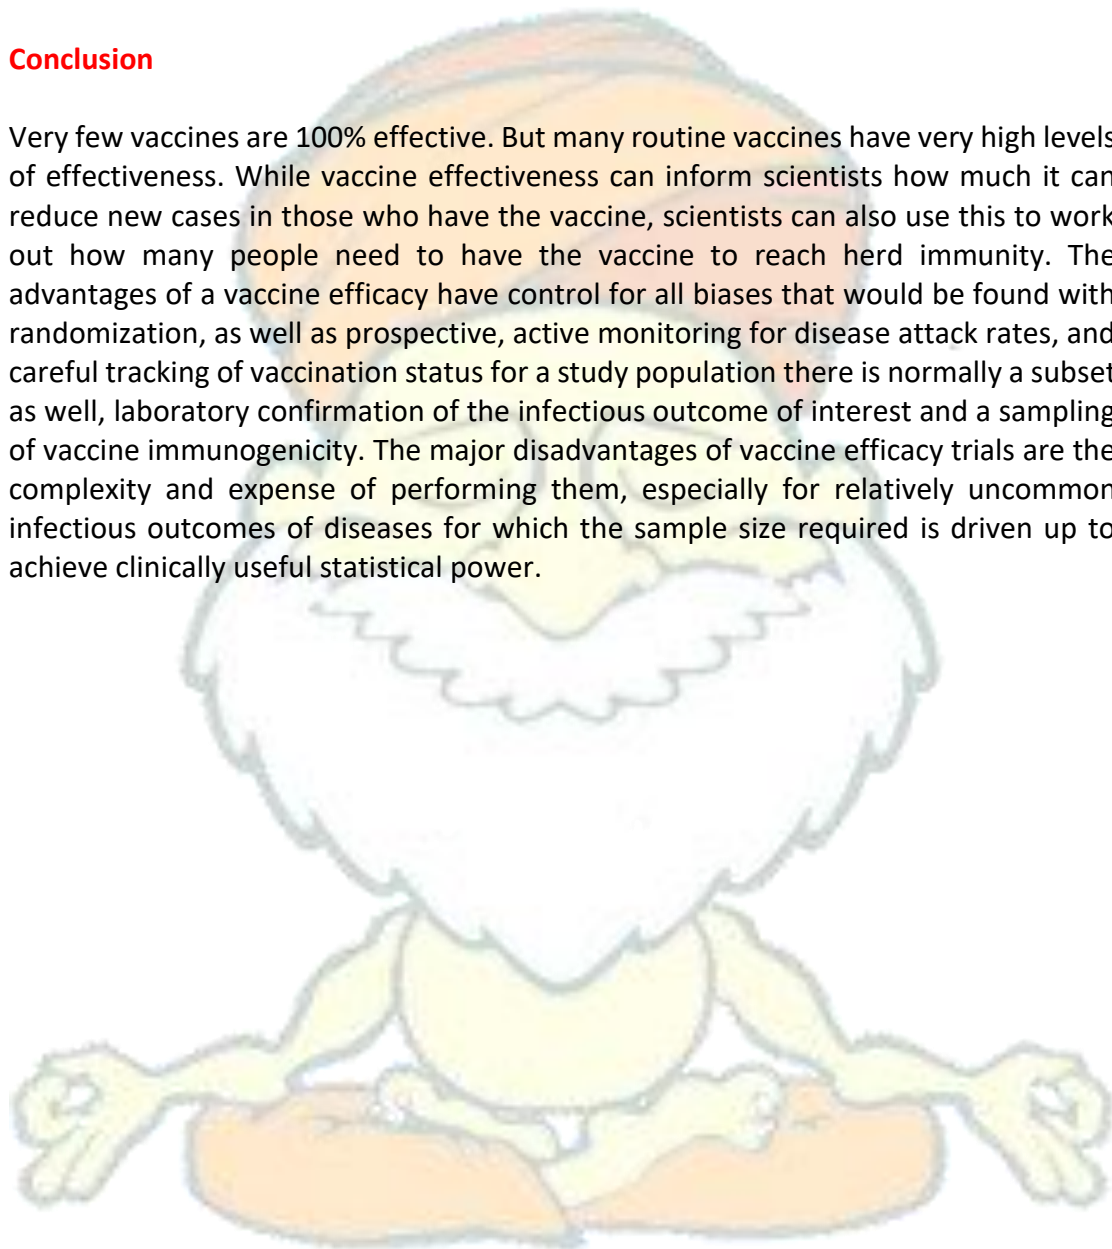 Conclusion
Very few vaccines are 100% effective. But many routine vaccines have very high levels
of effectiveness. While vaccine effectiveness can inform scientists how much it can
reduce new cases in those who have the vaccine, scientists can also use this to work
out how many people need to have the vaccine to reach herd immunity. The
advantages of a vaccine efficacy have control for all biases that would be found with
randomization, as well as prospective, active monitoring for disease attack rates, and
careful tracking of vaccination status for a study population there is normally a subset
as well, laboratory confirmation of the infectious outcome of interest and a sampling
of vaccine immunogenicity. The major disadvantages of vaccine efficacy trials are the
complexity and expense of performing them, especially for relatively uncommon
infectious outcomes of diseases for which the sample size required is driven up to
achieve clinically useful statistical power.